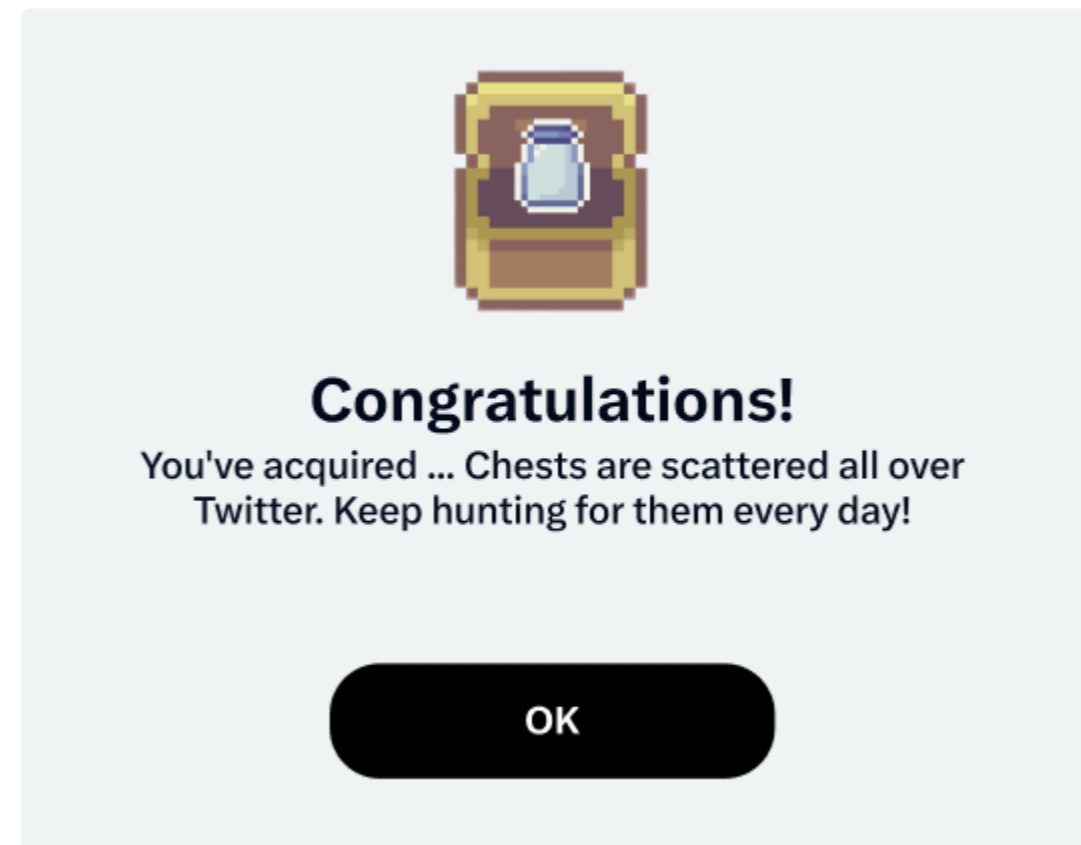 Congratulations!
You've acquired ... Chests are scattered all over
Twitter. Keep hunting for them every day!
OK